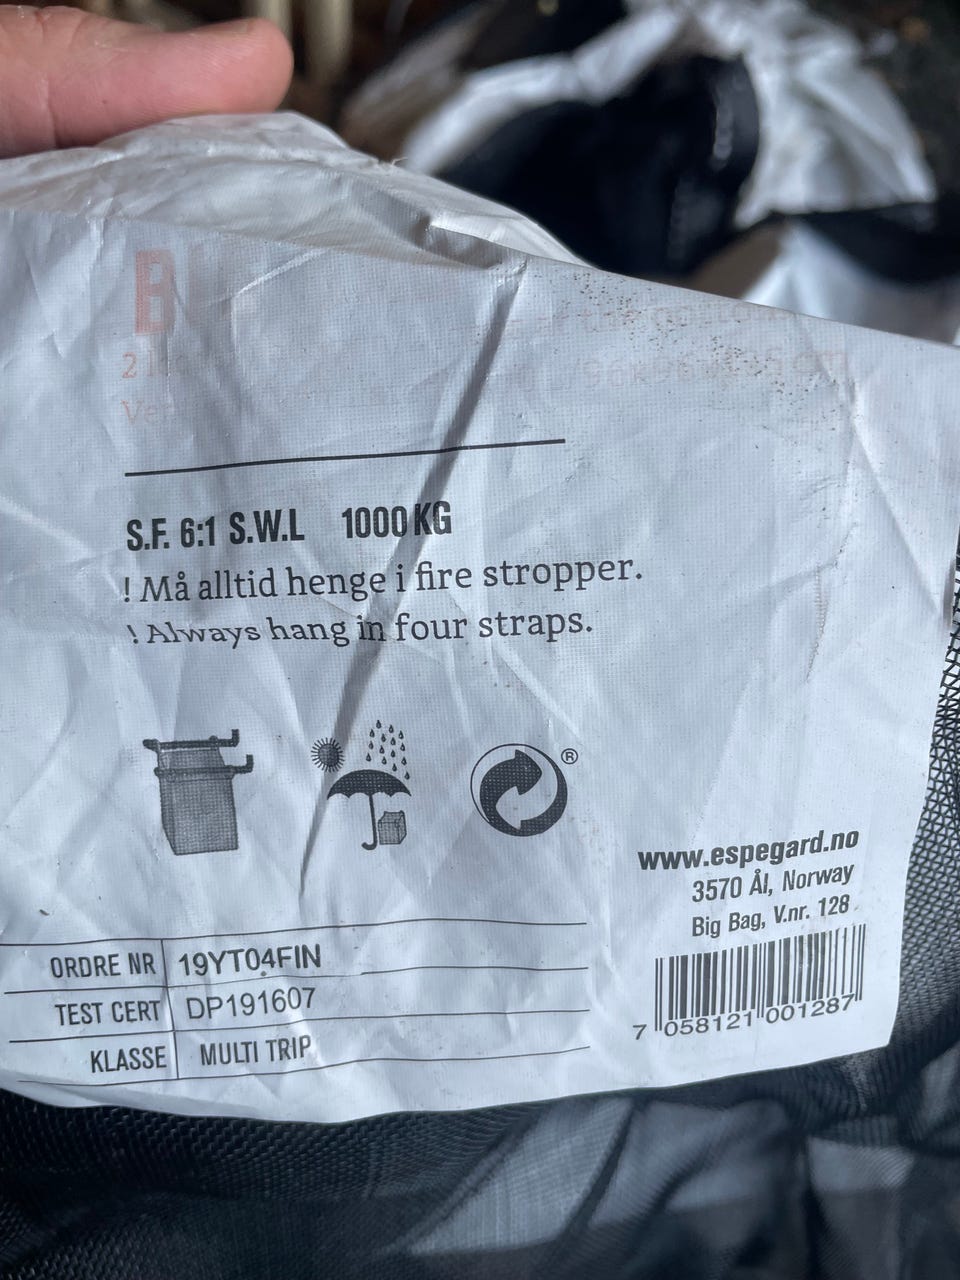 B
2
S.F. 6:1 S.W.L 1000 KG
! Må alltid henge i fire stropper.
! Always hang in four straps.
®
www.espegard.no
3570 Ål, Norway
Big Bag, V.nr. 128
ORDRE NR 19YT04FIN
TEST CERT DP191607
KLASSE MULTI TRIP
7 058121 001287